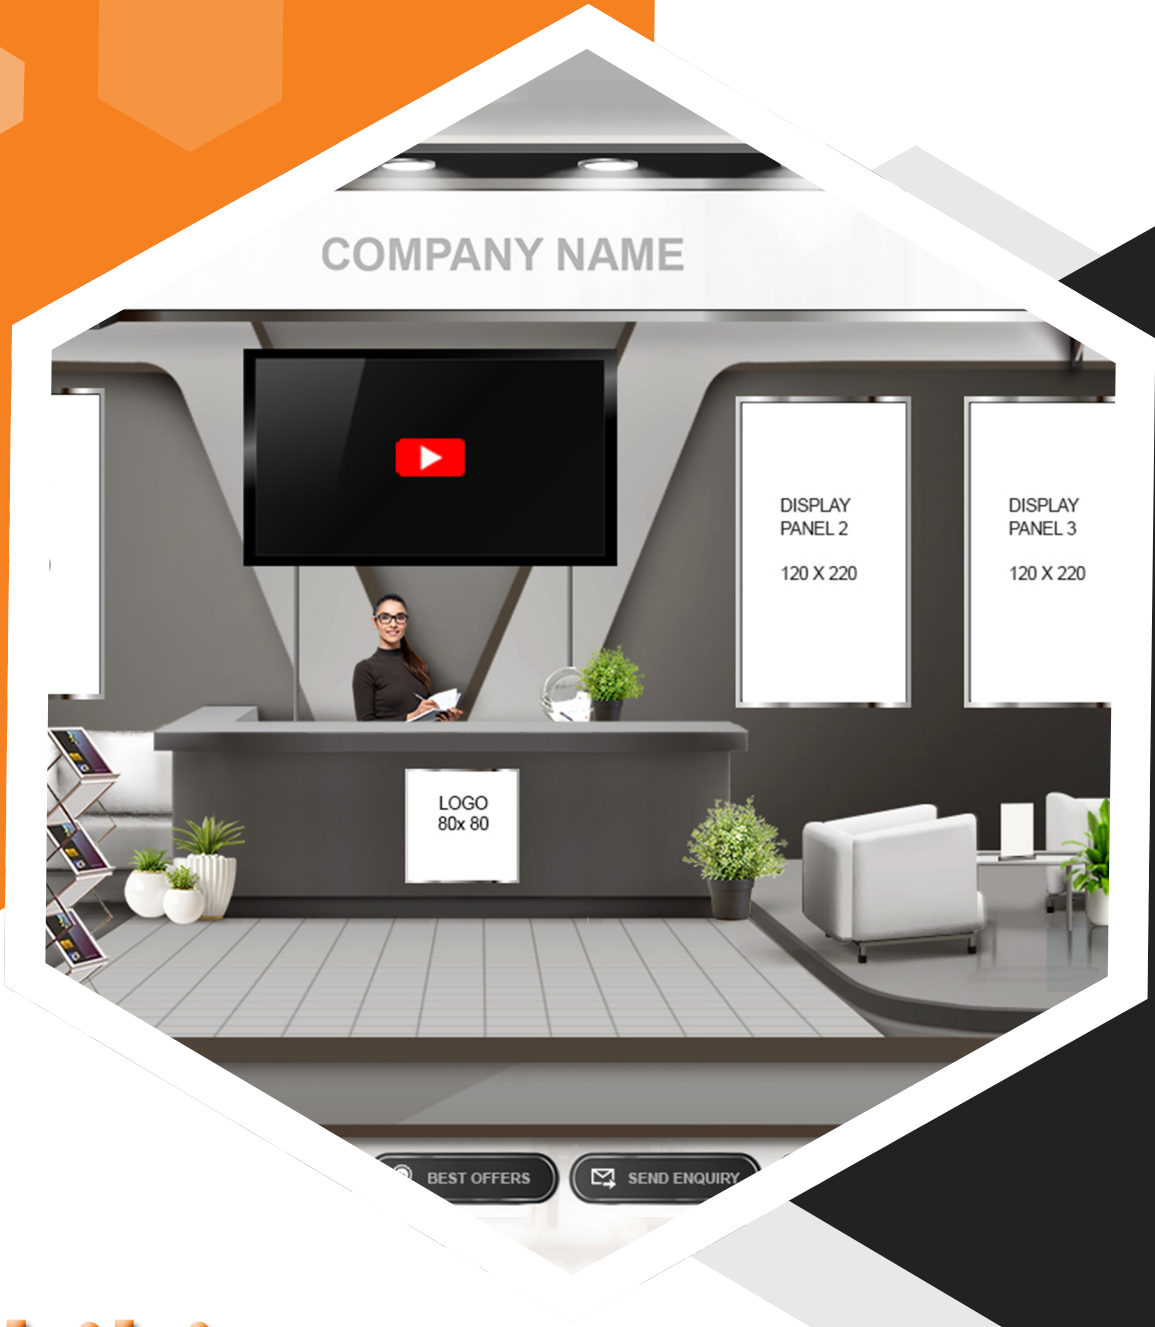 COMPANY NAME
DISPLAY
PANEL 2
120 X 220
DISPLAY
PANEL 3
120 X 220
LOGO
80x 80
BEST OFFERS
SEND ENQUIRY